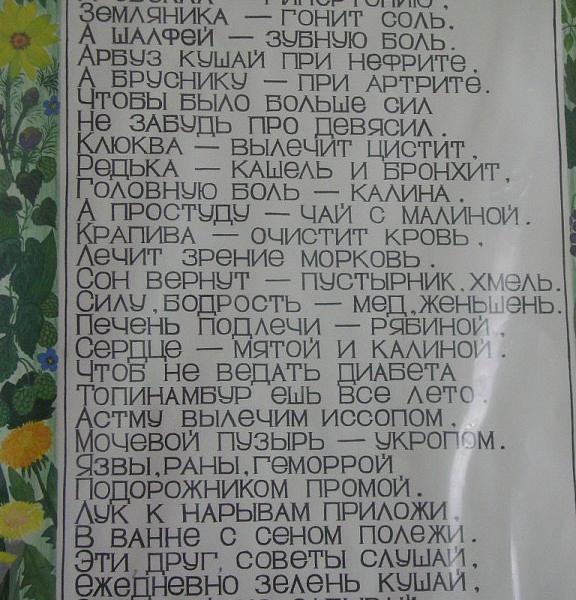 — ГИПЕРТОНИЮ,
ЗЕМЛЯНИКА — ГОНИТ СОЛЬ,
А ШАЛФЕЙ — ЗУБНУЮ БОЛЬ.
АРБУЗ КУШАЙ ПРИ НЕФРИТЕ,
А БРУСНИКУ — ПРИ АРТРИТЕ.
ЧТОБЫ БЫЛО БОЛЬШЕ СИЛ
НЕ ЗАБУДЬ ПРО ДЕВЯСИЛ.
КЛЮКВА — ВЫЛЕЧИТ ЦИСТИТ,
РЕДЬКА — КАШЕЛЬ И БРОНХИТ,
ГОЛОВНУЮ БОЛЬ — КАЛИНА,
А ПРОСТУДУ — ЧАЙ С МАЛИНОЙ.
КРАПИВА — ОЧИСТИТ КРОВЬ,
ЛЕЧИТ ЗРЕНИЕ МОРКОВЬ.
СОН ВЕРНУТ — ПУСТЫРНИК, ХМЕЛЬ.
СИЛУ, БОДРОСТЬ — МЕД, ЖЕНЬШЕНЬ.
ПЕЧЕНЬ ПОДЛЕЧИ — РЯБИНОЙ,
СЕРДЦЕ — МЯТОЙ И КАЛИНОЙ.
ЧТОБ НЕ ВЕДАТЬ ДИАБЕТА
ТОПИНАМБУР ЕШЬ ВСЕ ЛЕТО.
АСТМУ ВЫЛЕЧИМ ИССОПОМ,
МОЧЕВОЙ ПУЗЫРЬ — УКРОПОМ.
ЯЗВЫ, РАНЫ, ГЕМОРРОЙ
ПОДОРОЖНИКОМ ПРОМОЙ.
ЛУК К НАРЫВАМ ПРИЛОЖИ,
В ВАННЕ С СЕНОМ ПОЛЕЖИ.
ЭТИ ДРУГ, СОВЕТЫ СЛУШАЙ,
ЕЖЕДНЕВНО ЗЕЛЕНЬ КУШАЙ,